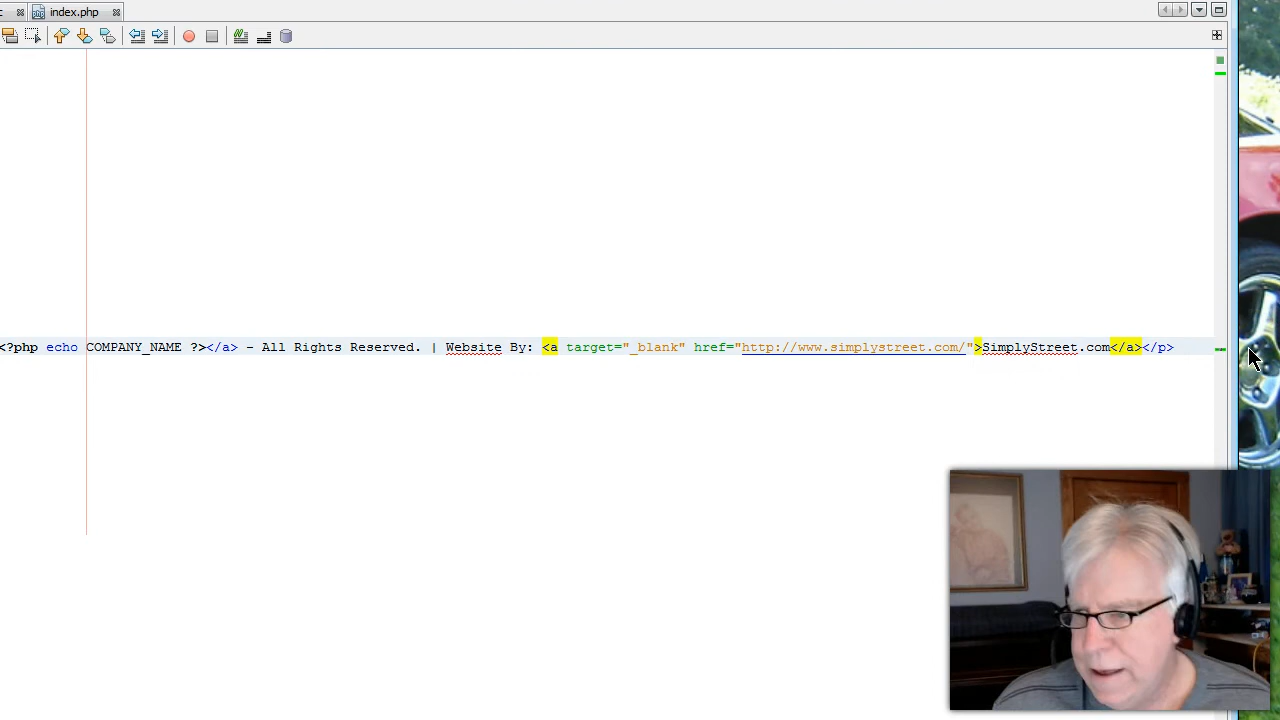 index.php
<?php echo COMPANY_NAME ?></a> - All Rights Reserved. | Website By: <a target="_blank" href="http://www.simplystreet.com/">SimplyStreet.com</a></p>